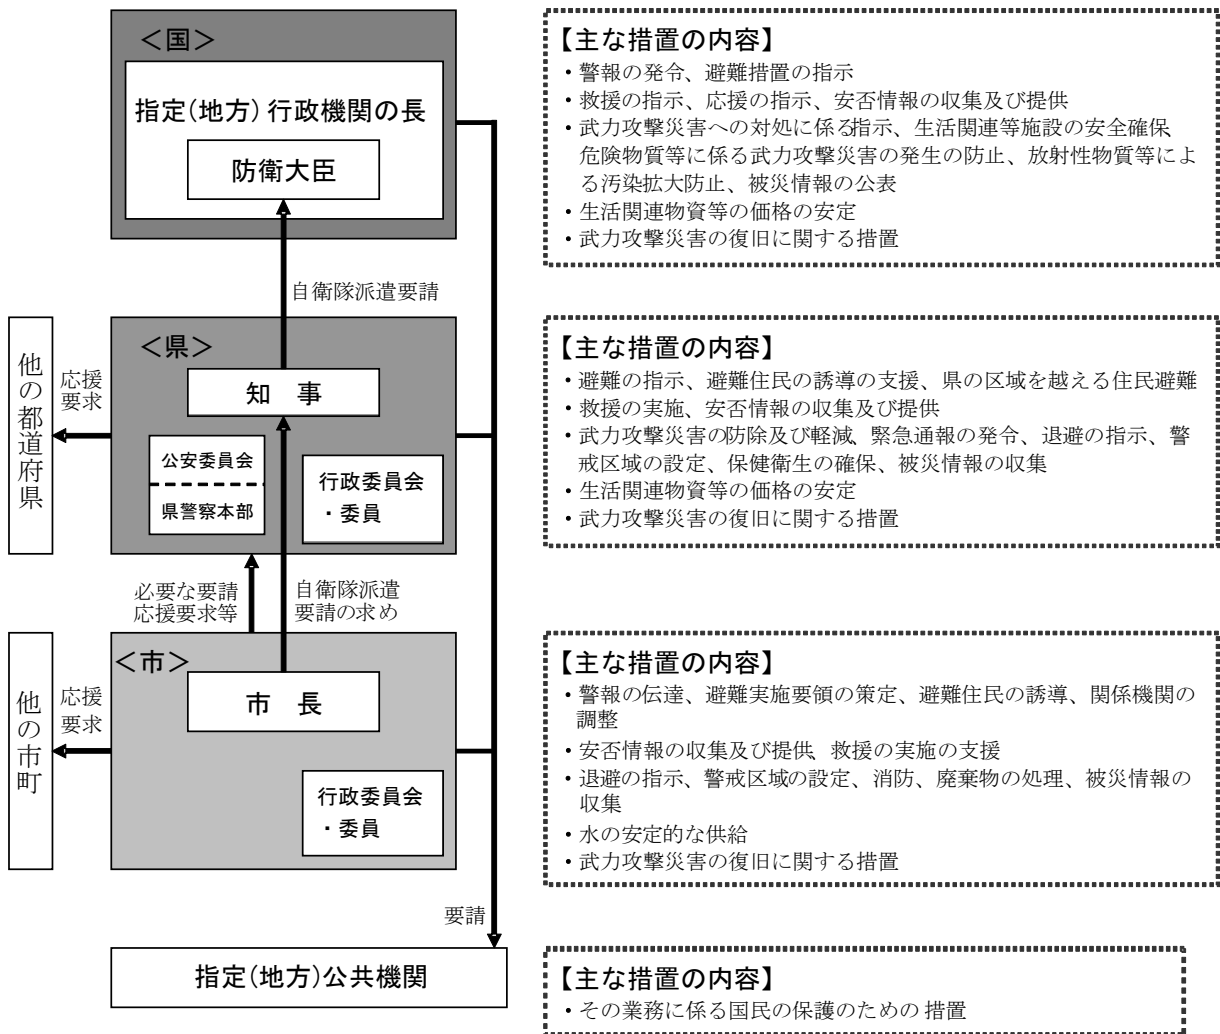 <国>
指定(地方)行政機関の長
防衛大臣
【主な措置の内容】
・警報の発令、避難措置の指示
・救援の指示、応援の指示、安否情報の収集及び提供
・武力攻撃災害への対処に係る指示、生活関連等施設の安全確保、
危険物質等に係る武力攻撃災害の発生の防止、放射性物質等によ
る汚染拡大防止、被災情報の公表
・生活関連物資等の価格の安定
・武力攻撃災害の復旧に関する措置
自衛隊派遣要請
他の都道府県
応援
要求
<県>
知 事
公安委員会
県警察本部
行政委員会
・委員
【主な措置の内容】
・避難の指示、避難住民の誘導の支援、県の区域を越える住民避難
・救援の実施、安否情報の収集及び提供
・武力攻撃災害の防除及び軽減、緊急通報の発令、退避の指示、警
戒区域の設定、保健衛生の確保、被災情報の収集
・生活関連物資等の価格の安定
・武力攻撃災害の復旧に関する措置
必要な要請
応援要求等
自衛隊派遣
要請の求め
他の市町
応援
要求
<市>
市 長
行政委員会
・委員
【主な措置の内容】
・警報の伝達、避難実施要領の策定、避難住民の誘導、関係機関の
調整
・安否情報の収集及び提供、救援の実施の支援
・退避の指示、警戒区域の設定、消防、廃棄物の処理、被災情報の
収集
・水の安定的な供給
・武力攻撃災害の復旧に関する措置
要請
指定(地方)公共機関
【主な措置の内容】
・その業務に係る国民の保護のための措置